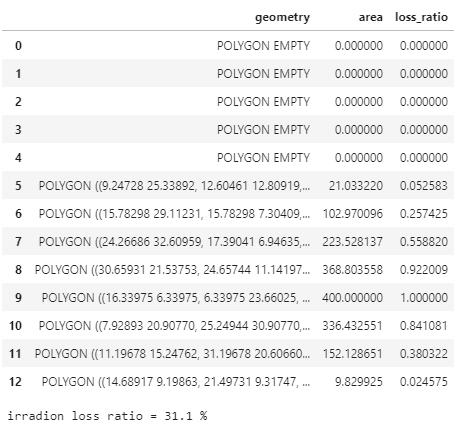 geometry area loss_ratio
0 POLYGON EMPTY 0.000000 0.000000
1 POLYGON EMPTY 0.000000 0.000000
2 POLYGON EMPTY 0.000000 0.000000
3 POLYGON EMPTY 0.000000 0.000000
4 POLYGON EMPTY 0.000000 0.000000
5 POLYGON ((9.24728 25.33892, 12.60461 12.80919,... 21.033220 0.052583
6 POLYGON ((15.78298 29.11231, 15.78298 7.30409,... 102.970096 0.257425
7 POLYGON ((24.26686 32.60959, 17.39041 6.94635,... 223.528137 0.558820
8 POLYGON ((30.65931 21.53753, 24.65744 11.14197... 368.803558 0.922009
9 POLYGON ((16.33975 6.33975, 6.33975 23.66025, ... 400.000000 1.000000
10 POLYGON ((7.92893 20.90770, 25.24944 30.90770,... 336.432551 0.841081
11 POLYGON ((11.19678 15.24762, 31.19678 20.60660... 152.128651 0.380322
12 POLYGON ((14.68917 9.19863, 21.49731 9.31747, ... 9.829925 0.024575
irradion loss ratio = 31.1 %